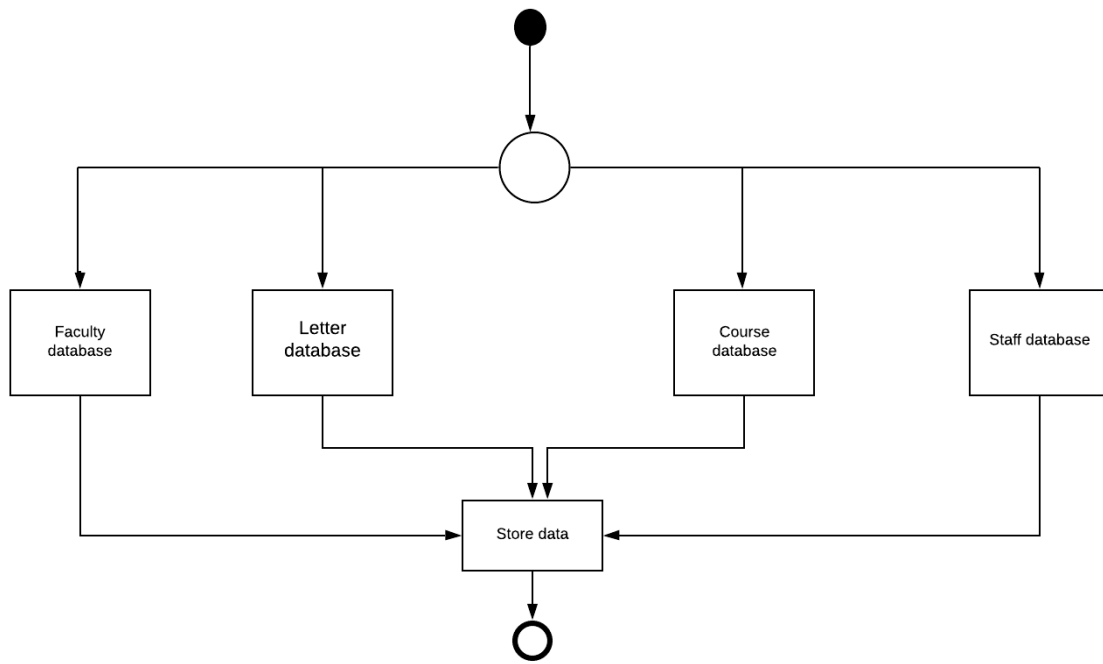 Faculty
database
Letter
database
Course
database
Staff database
Store data